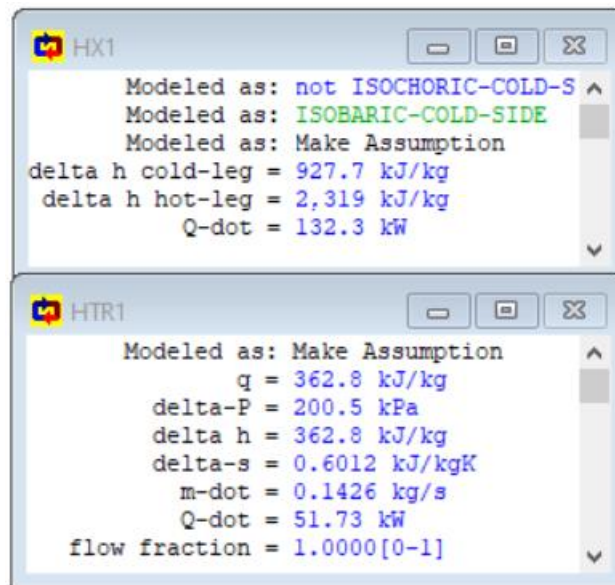 HX1
Modeled as: not ISOCHORIC-COLD-S
Modeled as: ISOBARIC-COLD-SIDE
Modeled as: Make Assumption
delta h cold-leg = 927.7 kJ/kg
delta h hot-leg = 2,319 kJ/kg
Q-dot = 132.3 kW
HTR1
Modeled as: Make Assumption
q = 362.8 kJ/kg
delta-P = 200.5 kPa
delta h = 362.8 kJ/kg
delta-s = 0.6012 kJ/kgK
m-dot = 0.1426 kg/s
Q-dot = 51.73 kW
flow fraction = 1.0000[0-1]